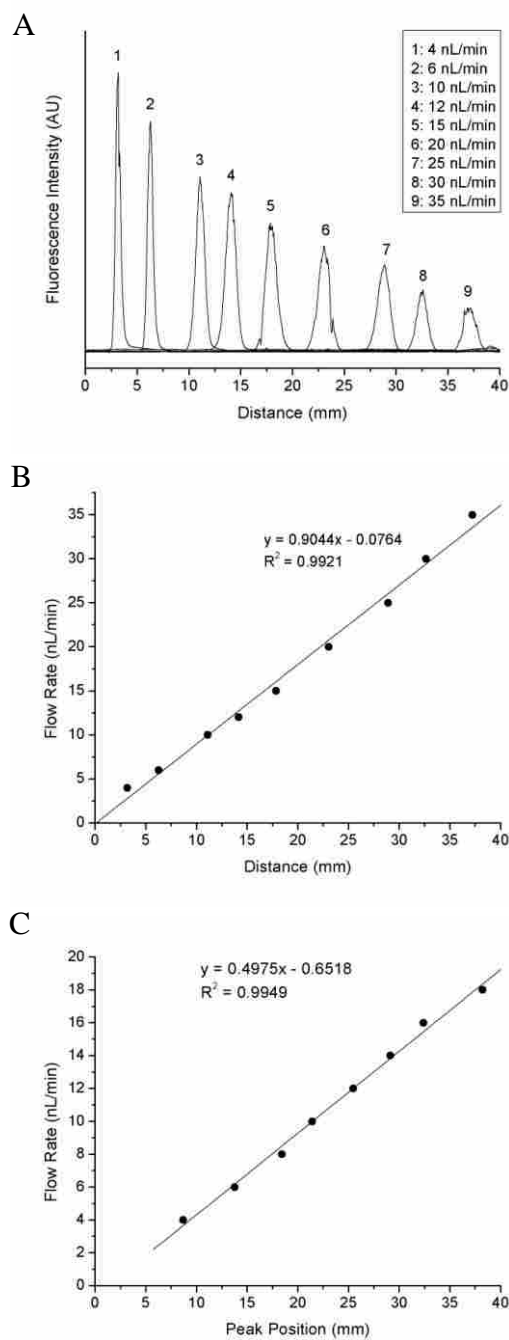 A
1
2
3
4
5
6
7
8
9
1: 4 nL/min
2: 6 nL/min
3: 10 nL/min
4: 12 nL/min
5: 15 nL/min
6: 20 nL/min
7: 25 nL/min
8: 30 nL/min
9: 35 nL/min
Fluorescence Intensity (AU)
0 5 10 15 20 25 30 35 40
Distance (mm)
B
y = 0.9044x - 0.0764
R² = 0.9921
Flow Rate (nL/min)
35
30
25
20
15
10
5
0
0 5 10 15 20 25 30 35 40
Distance (mm)
C
y = 0.4975x - 0.6518
R² = 0.9949
Flow Rate (nL/min)
20
18
16
14
12
10
8
6
4
2
0
0 5 10 15 20 25 30 35 40
Peak Position (mm)